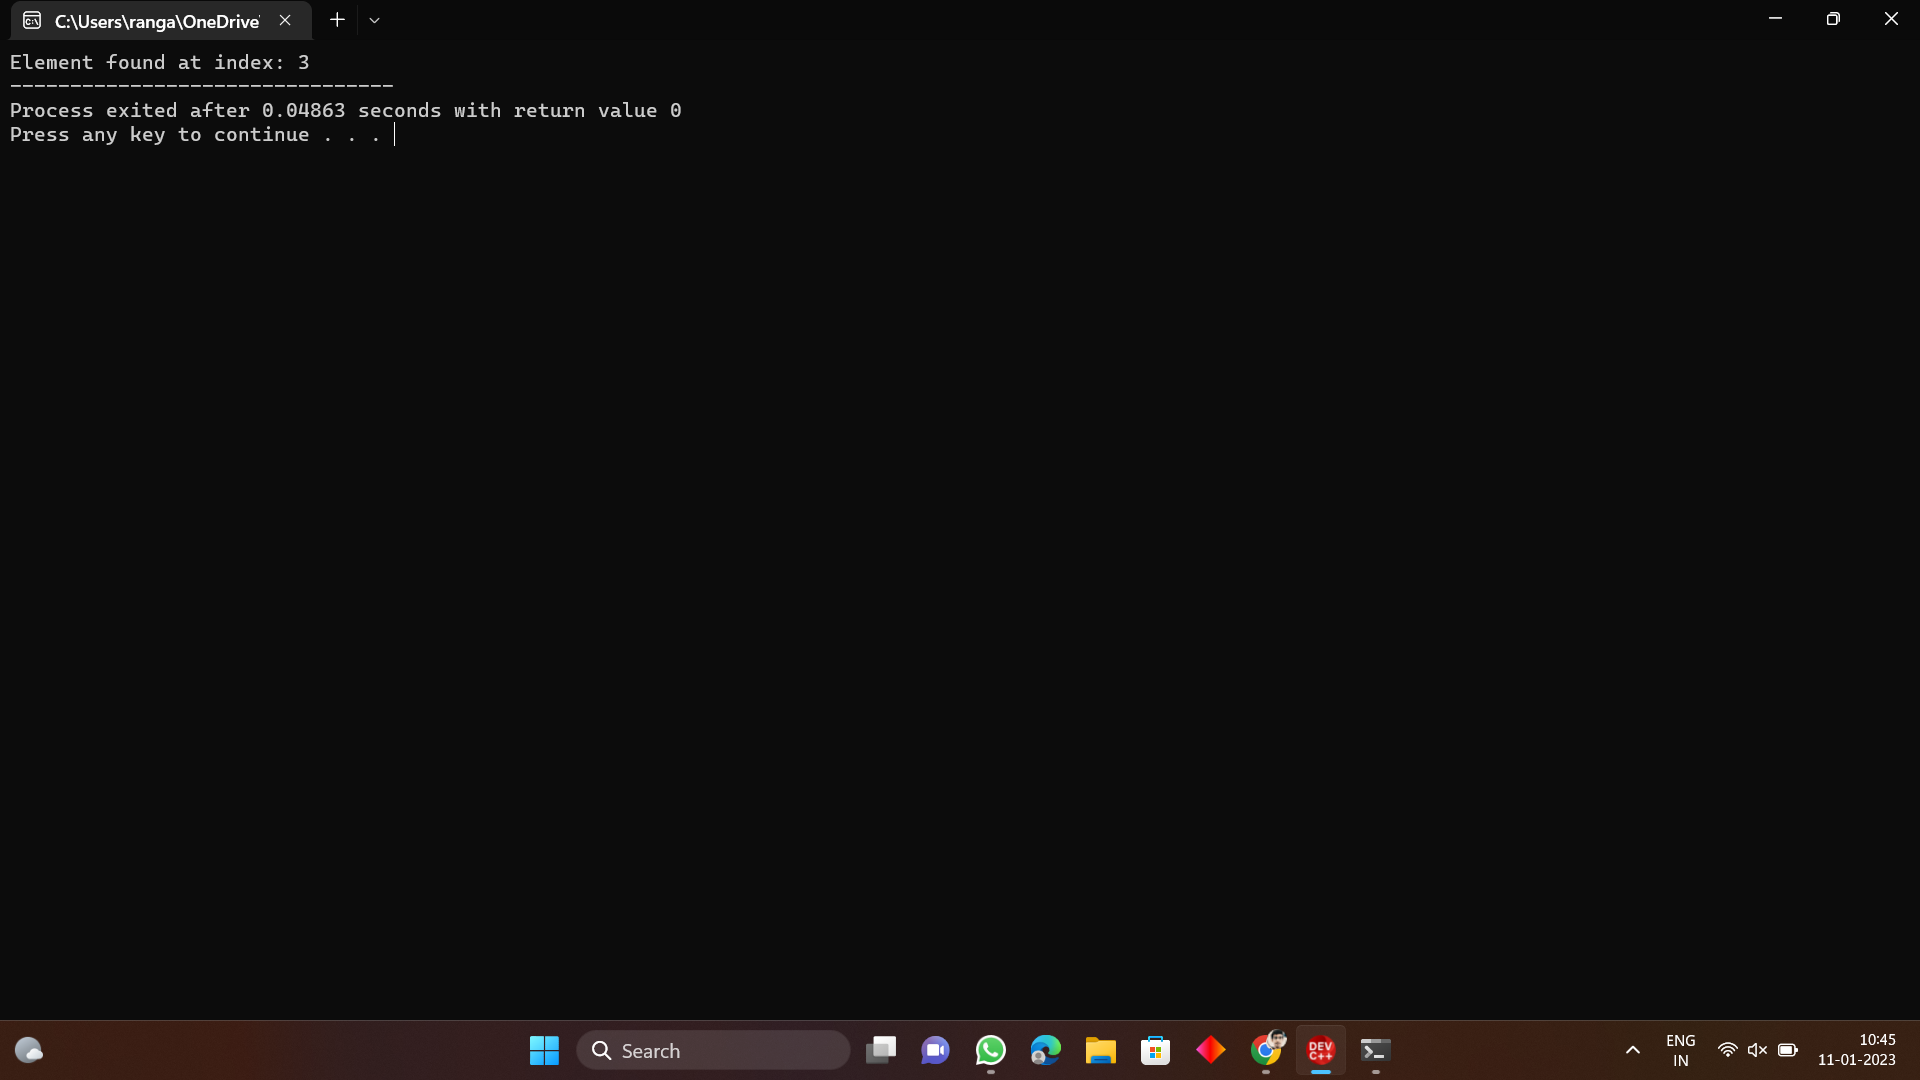 C:\Users\ranga\OneDrive
Element found at index: 3
--------------------------------
Process exited after 0.04863 seconds with return value 0
Press any key to continue . . .
Search
DEV
C++
ENG
IN
10:45
11-01-2023